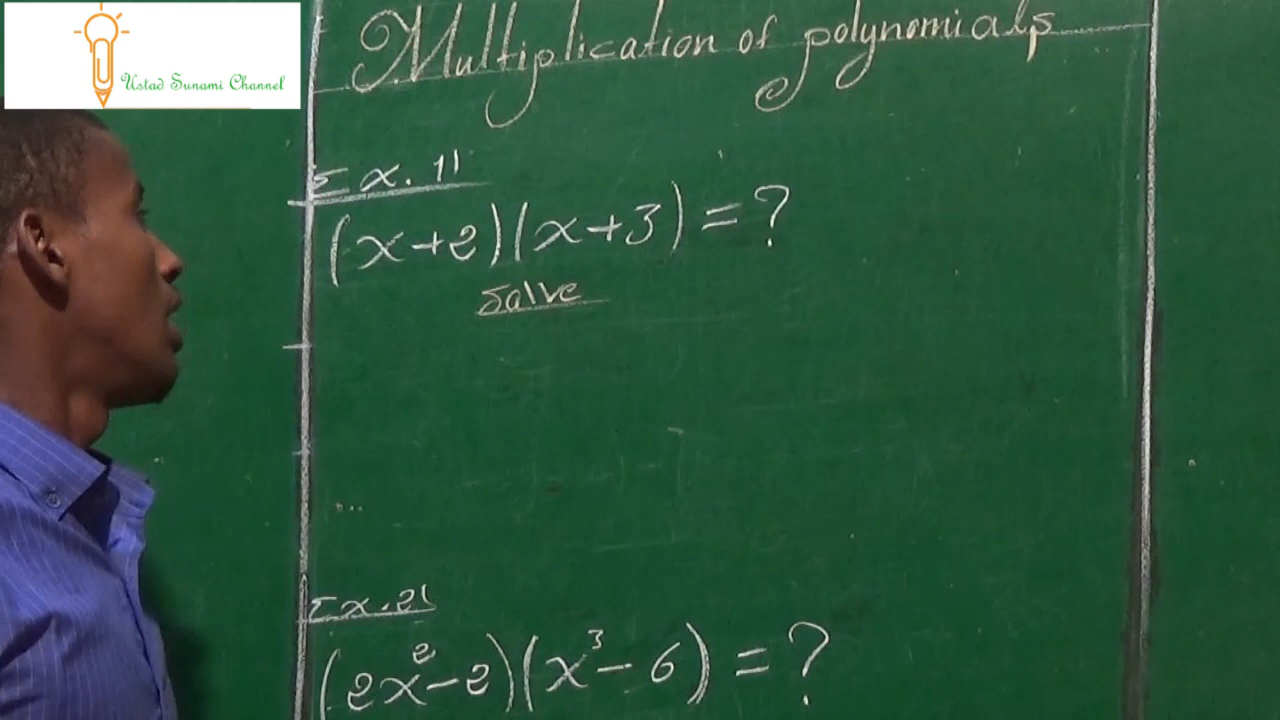 Ustad Sunami Channel
Multiplication of polynomials
Ex.1)
(x+2)(x+3)=?
Solve
Ex.2)
(2x²-2)(x³-6)=?